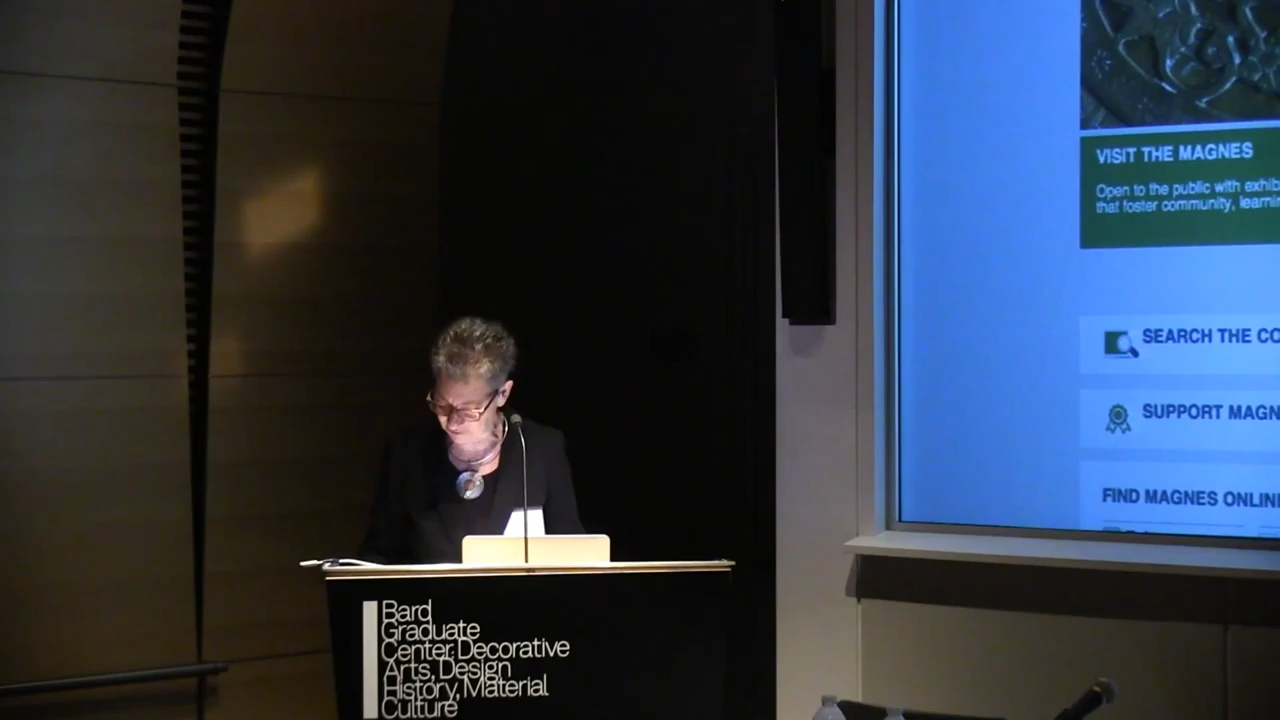 VISIT THE MAGNES
Open to the public with exhib
that foster community, learnin
SEARCH THE CO
SUPPORT MAGN
FIND MAGNES ONLIN
Bard
Graduate
Center, Decorative
Arts, Design
History, Material
Culture